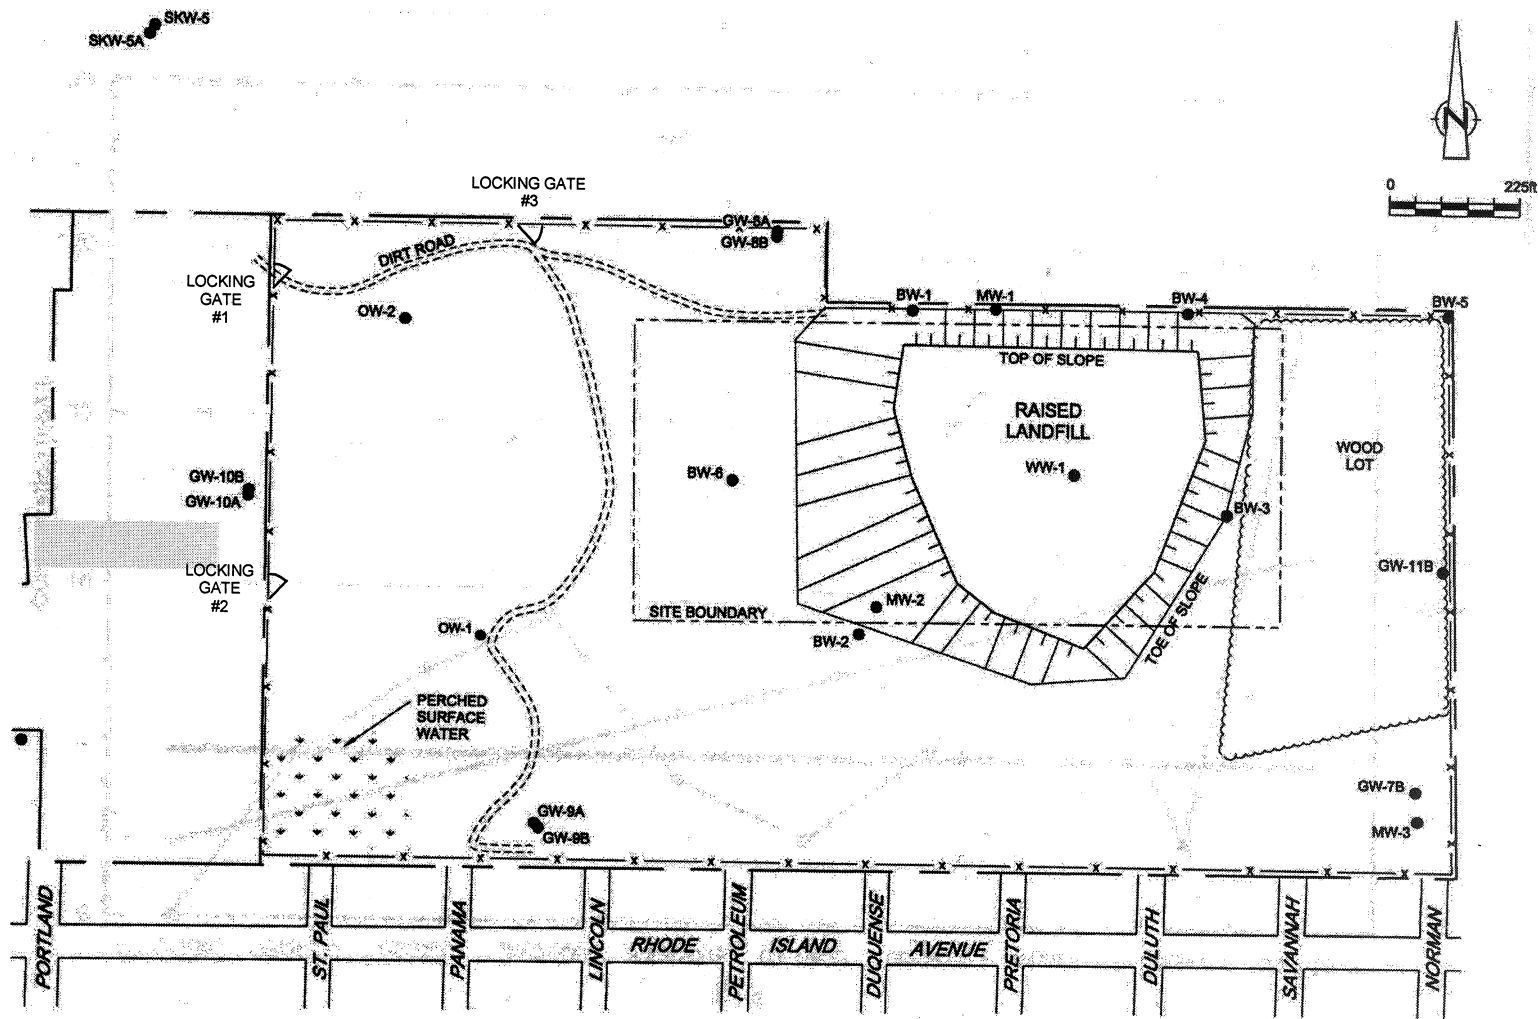 SKW-5
SKW-5A
N
0 225ft
LOCKING GATE
#3
GW-8A
GW-8B
DIRT ROAD
LOCKING
GATE
#1
OW-2
BW-1
MW-1
BW-4
BW-5
TOP OF SLOPE
RAISED
LANDFILL
WW-1
WOOD
LOT
BW-6
GW-10B
GW-10A
BW-3
GW-11B
LOCKING
GATE
#2
SITE BOUNDARY
MW-2
BW-2
TOE OF SLOPE
OW-1
PERCHED
SURFACE
WATER
GW-9A
GW-9B
GW-7B
MW-3
PORTLAND
ST. PAUL
PANAMA
LINCOLN
RHODE ISLAND AVENUE
PETROLEUM
DUQUENSE
PRETORIA
DULUTH
SAVANNAH
NORMAN